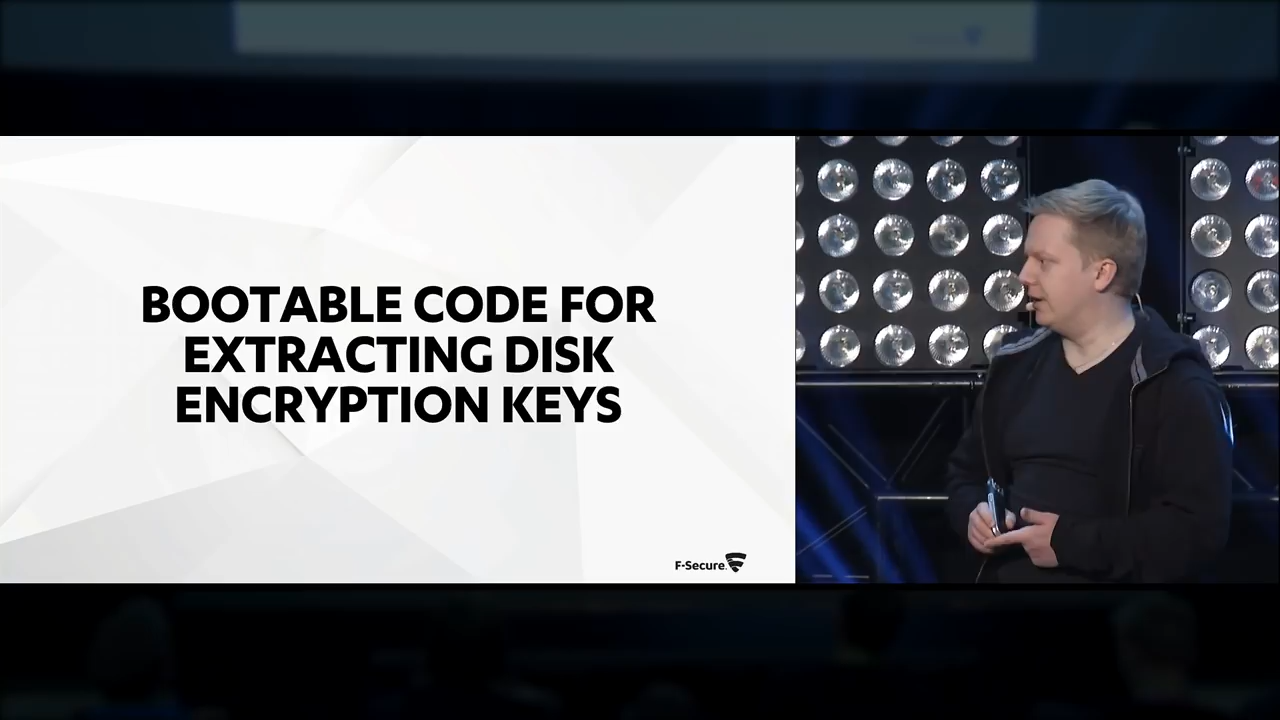 BOOTABLE CODE FOR
EXTRACTING DISK
ENCRYPTION KEYS
F-Secure.